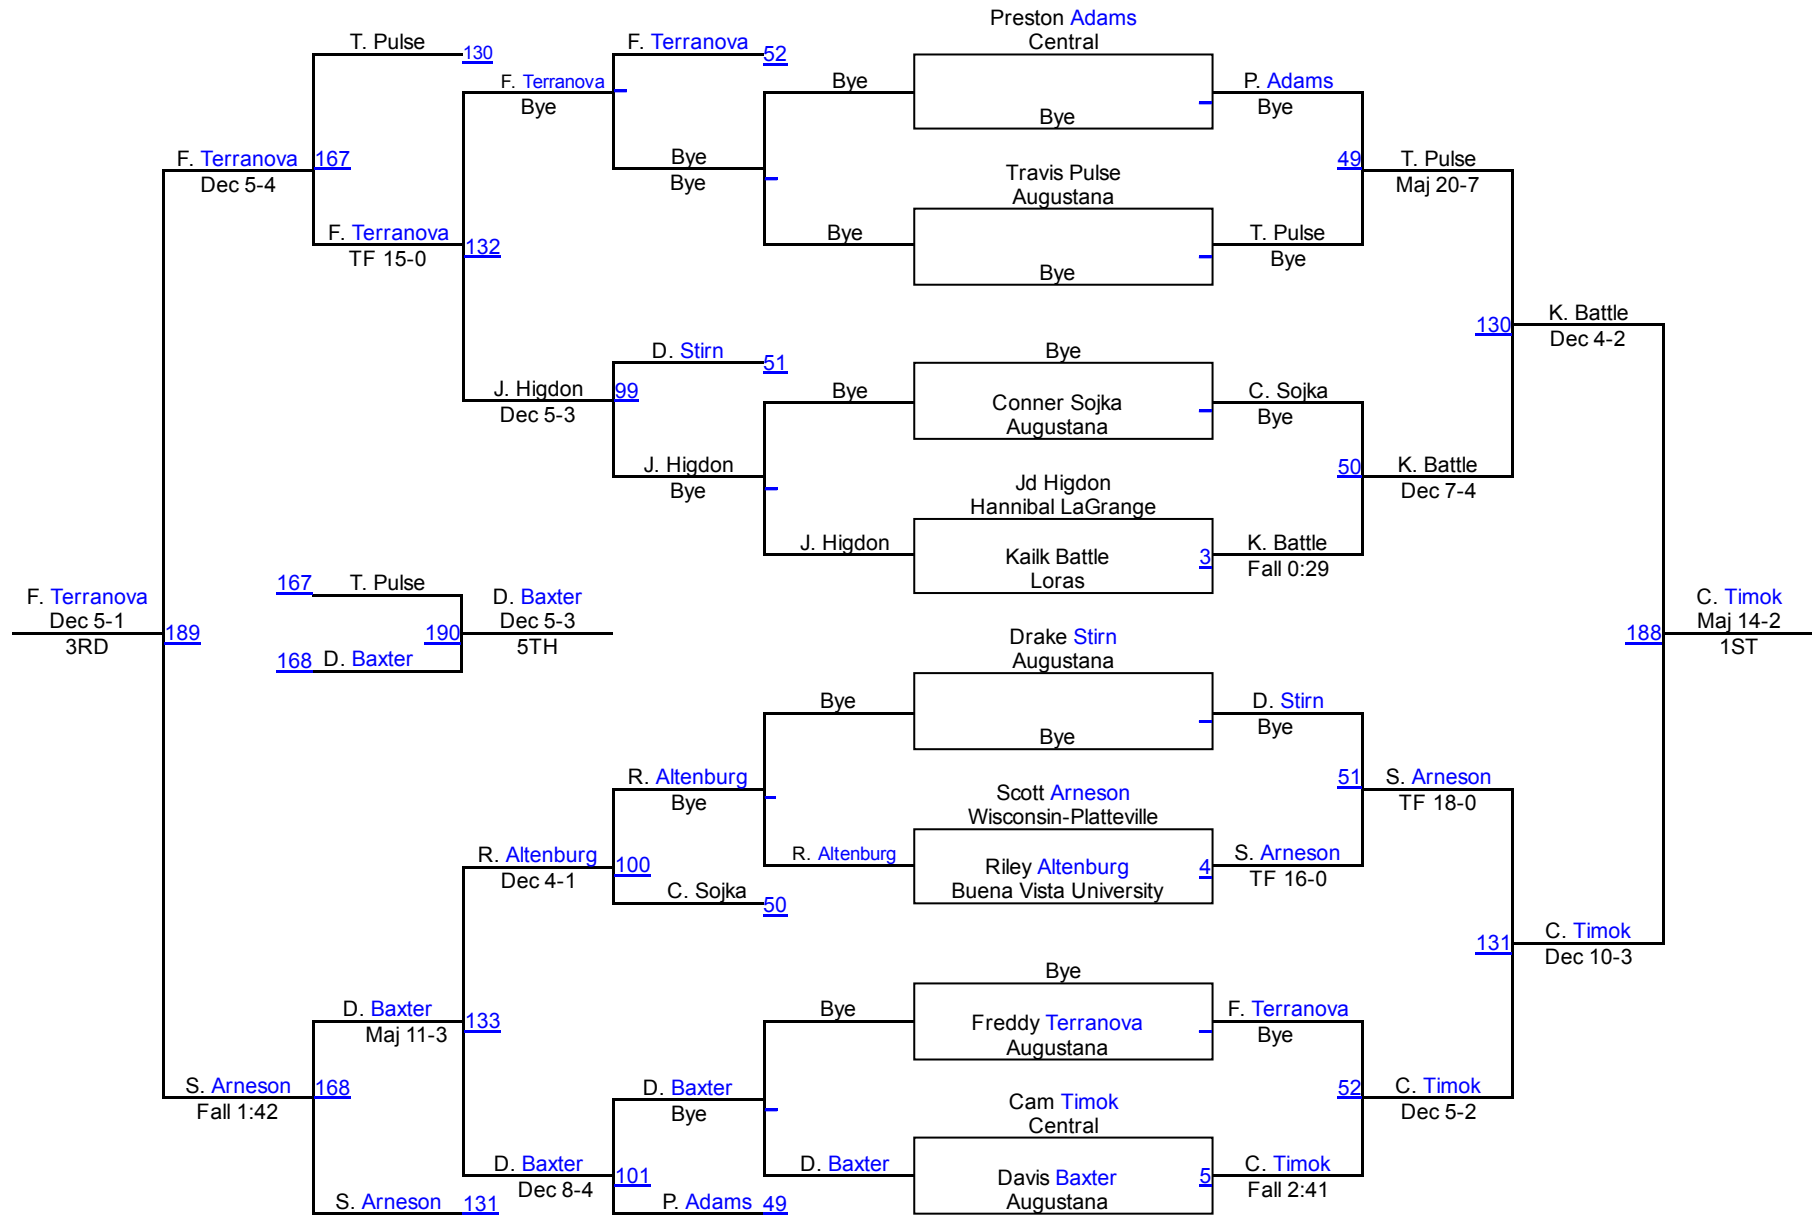 Preston Adams
Central
T. Pulse
130
F. Terranova
52
F. Terranova
Bye
Bye
Bye
P. Adams
Bye
F. Terranova
167
Dec 5-4
Bye
Bye
Travis Pulse
Augustana
49
T. Pulse
Maj 20-7
F. Terranova
132
TF 15-0
Bye
Bye
T. Pulse
Bye
130
K. Battle
Dec 4-2
D. Stirn
51
Bye
J. Higdon
99
Dec 5-3
Bye
Conner Sojka
Augustana
C. Sojka
Bye
J. Higdon
Bye
Jd Higdon
Hannibal LaGrange
50
K. Battle
Dec 7-4
J. Higdon
Kailk Battle
Loras
3
K. Battle
Fall 0:29
F. Terranova
Dec 5-1
3RD
189
167
T. Pulse
190
168
D. Baxter
D. Baxter
Dec 5-3
5TH
Drake Stirn
Augustana
188
C. Timok
Maj 14-2
1ST
Bye
Bye
D. Stirn
Bye
R. Altenburg
Bye
Scott Arneson
Wisconsin-Platteville
51
S. Arneson
TF 18-0
R. Altenburg
Dec 4-1
100
R. Altenburg
Riley Altenburg
Buena Vista University
4
S. Arneson
TF 16-0
C. Sojka
50
131
C. Timok
Dec 10-3
Bye
D. Baxter
Maj 11-3
133
Bye
Freddy Terranova
Augustana
F. Terranova
Bye
S. Arneson
168
Fall 1:42
D. Baxter
Bye
Cam Timok
Central
52
C. Timok
Dec 5-2
D. Baxter
Dec 8-4
101
D. Baxter
Davis Baxter
Augustana
5
C. Timok
Fall 2:41
S. Arneson
131
P. Adams
49